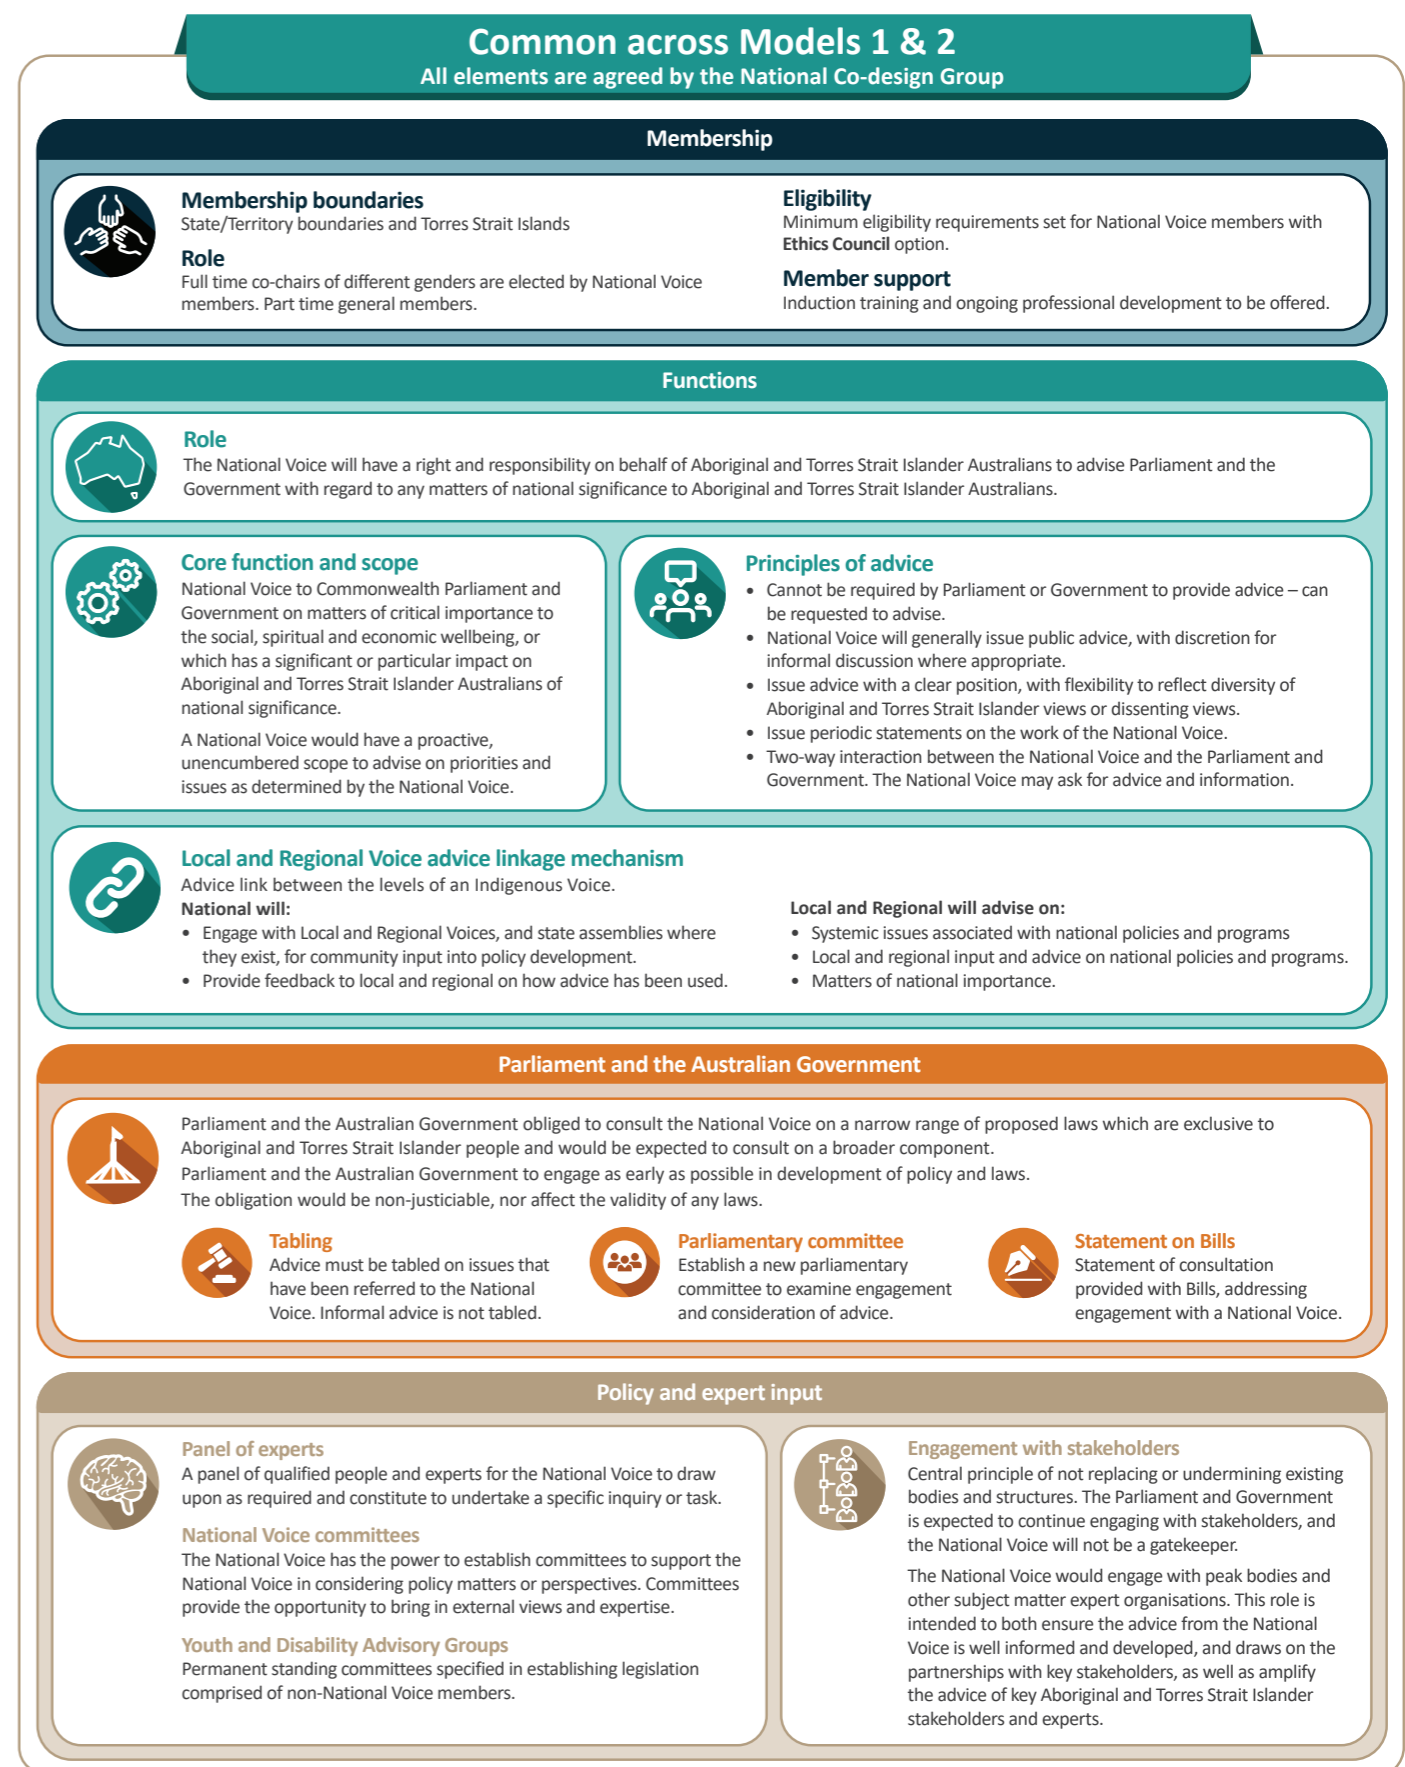 Common across Models 1 & 2
All elements are agreed by the National Co-design Group
Membership
Membership boundaries
State/Territory boundaries and Torres Strait Islands
Role
Full time co-chairs of different genders are elected by National Voice
members. Part time general members.
Eligibility
Minimum eligibility requirements set for National Voice members with
Ethics Council option.
Member support
Induction training and ongoing professional development to be offered.
Functions
Role
The National Voice will have a right and responsibility on behalf of Aboriginal and Torres Strait Islander Australians to advise Parliament and the
Government with regard to any matters of national significance to Aboriginal and Torres Strait Islander Australians.
Core function and scope
National Voice to Commonwealth Parliament and
Government on matters of critical importance to
the social, spiritual and economic wellbeing, or
which has a significant or particular impact on
Aboriginal and Torres Strait Islander Australians of
national significance.
A National Voice would have a proactive,
unencumbered scope to advise on priorities and
issues as determined by the National Voice.
Principles of advice
• Cannot be required by Parliament or Government to provide advice – can
be requested to advise.
• National Voice will generally issue public advice, with discretion for
informal discussion where appropriate.
• Issue advice with a clear position, with flexibility to reflect diversity of
Aboriginal and Torres Strait Islander views or dissenting views.
• Issue periodic statements on the work of the National Voice.
• Two-way interaction between the National Voice and the Parliament and
Government. The National Voice may ask for advice and information.
Local and Regional Voice advice linkage mechanism
Advice link between the levels of an Indigenous Voice.
National will:
• Engage with Local and Regional Voices, and state assemblies where
they exist, for community input into policy development.
• Provide feedback to local and regional on how advice has been used.
Local and Regional will advise on:
• Systemic issues associated with national policies and programs
• Local and regional input and advice on national policies and programs.
• Matters of national importance.
Parliament and the Australian Government
Parliament and the Australian Government obliged to consult the National Voice on a narrow range of proposed laws which are exclusive to
Aboriginal and Torres Strait Islander people and would be expected to consult on a broader component.
Parliament and the Australian Government to engage as early as possible in development of policy and laws.
The obligation would be non-justiciable, nor affect the validity of any laws.
Tabling
Advice must be tabled on issues that
have been referred to the National
Voice. Informal advice is not tabled.
Parliamentary committee
Establish a new parliamentary
committee to examine engagement
and consideration of advice.
Statement on Bills
Statement of consultation
provided with Bills, addressing
engagement with a National Voice.
Policy and expert input
Panel of experts
A panel of qualified people and experts for the National Voice to draw
upon as required and constitute to undertake a specific inquiry or task.
National Voice committees
The National Voice has the power to establish committees to support the
National Voice in considering policy matters or perspectives. Committees
provide the opportunity to bring in external views and expertise.
Youth and Disability Advisory Groups
Permanent standing committees specified in establishing legislation
comprised of non-National Voice members.
Engagement with stakeholders
Central principle of not replacing or undermining existing
bodies and structures. The Parliament and Government
is expected to continue engaging with stakeholders, and
the National Voice will not be a gatekeeper.
The National Voice would engage with peak bodies and
other subject matter expert organisations. This role is
intended to both ensure the advice from the National
Voice is well informed and developed, and draws on the
partnerships with key stakeholders, as well as amplify
the advice of key Aboriginal and Torres Strait Islander
stakeholders and experts.